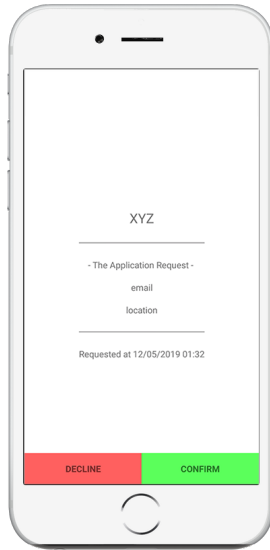 XYZ
- The Application Request -
email
location
Requested at 12/05/2019 01:32
DECLINE
CONFIRM